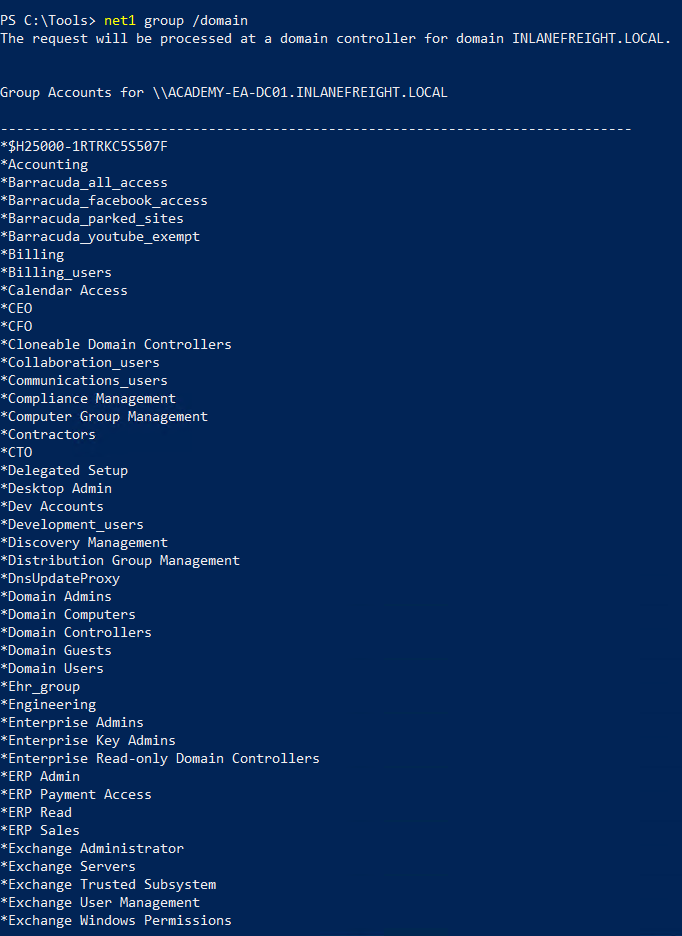 PS C:\Tools> net1 group /domain
The request will be processed at a domain controller for domain INLANEFREIGHT.LOCAL.
Group Accounts for \\ACADEMY-EA-DC01.INLANEFREIGHT.LOCAL
-------------------------------------------------------------------------------
*$H25000-1RTRKC5S507F
*Accounting
*Barracuda_all_access
*Barracuda_facebook_access
*Barracuda_parked_sites
*Barracuda_youtube_exempt
*Billing
*Billing_users
*Calendar Access
*CEO
*CFO
*Cloneable Domain Controllers
*Collaboration_users
*Communications_users
*Compliance Management
*Computer Group Management
*Contractors
*CTO
*Delegated Setup
*Desktop Admin
*Dev Accounts
*Development_users
*Discovery Management
*Distribution Group Management
*DnsUpdateProxy
*Domain Admins
*Domain Computers
*Domain Controllers
*Domain Guests
*Domain Users
*Ehr_group
*Engineering
*Enterprise Admins
*Enterprise Key Admins
*Enterprise Read-only Domain Controllers
*ERP Admin
*ERP Payment Access
*ERP Read
*ERP Sales
*Exchange Administrator
*Exchange Servers
*Exchange Trusted Subsystem
*Exchange User Management
*Exchange Windows Permissions